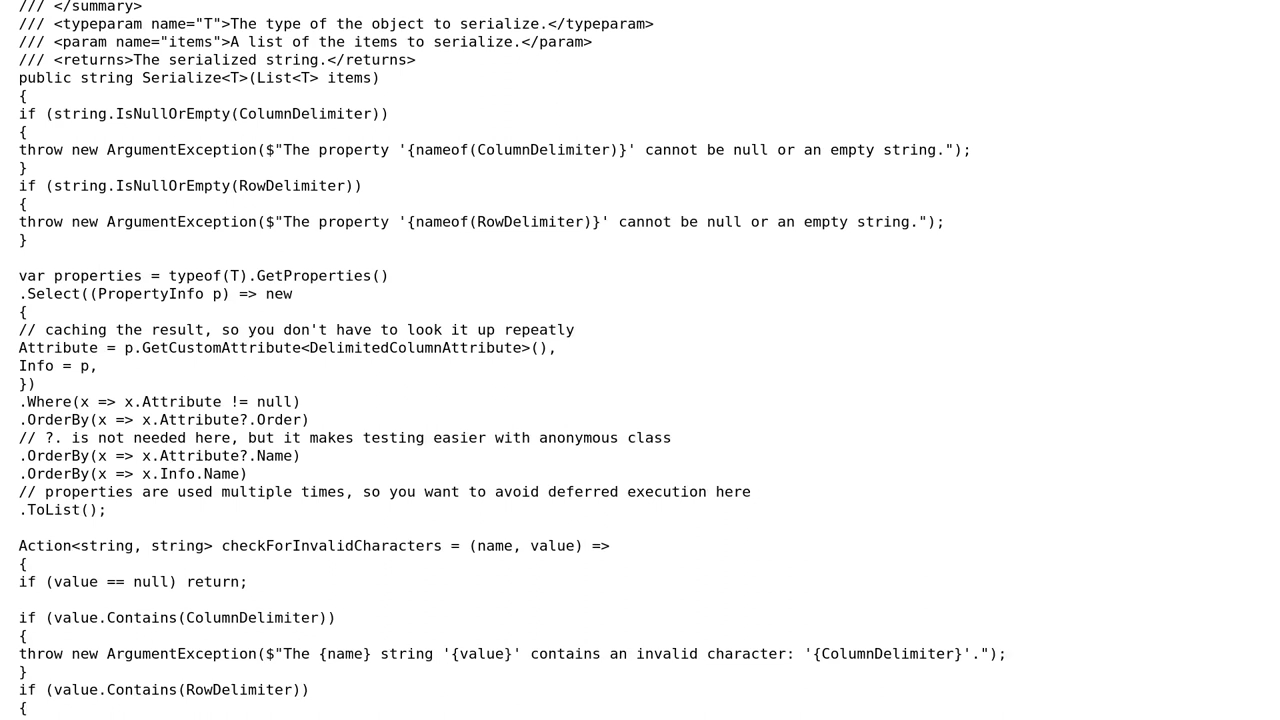 /// </summary>
/// <typeparam name="T">The type of the object to serialize.</typeparam>
/// <param name="items">A list of the items to serialize.</param>
/// <returns>The serialized string.</returns>
public string Serialize<T>(List<T> items)
{
if (string.IsNullOrEmpty(ColumnDelimiter))
{
throw new ArgumentException($"The property '{nameof(ColumnDelimiter)}' cannot be null or an empty string.");
}
if (string.IsNullOrEmpty(RowDelimiter))
{
throw new ArgumentException($"The property '{nameof(RowDelimiter)}' cannot be null or an empty string.");
}

var properties = typeof(T).GetProperties()
.Select((PropertyInfo p) => new
{
// caching the result, so you don't have to look it up repeatly
Attribute = p.GetCustomAttribute<DelimitedColumnAttribute>(),
Info = p,
})
.Where(x => x.Attribute != null)
.OrderBy(x => x.Attribute?.Order)
// ?. is not needed here, but it makes testing easier with anonymous class
.OrderBy(x => x.Attribute?.Name)
.OrderBy(x => x.Info.Name)
// properties are used multiple times, so you want to avoid deferred execution here
.ToList();

Action<string, string> checkForInvalidCharacters = (name, value) =>
{
if (value == null) return;

if (value.Contains(ColumnDelimiter))
{
throw new ArgumentException($"The {name} string '{value}' contains an invalid character: '{ColumnDelimiter}'.");
}
if (value.Contains(RowDelimiter))
{